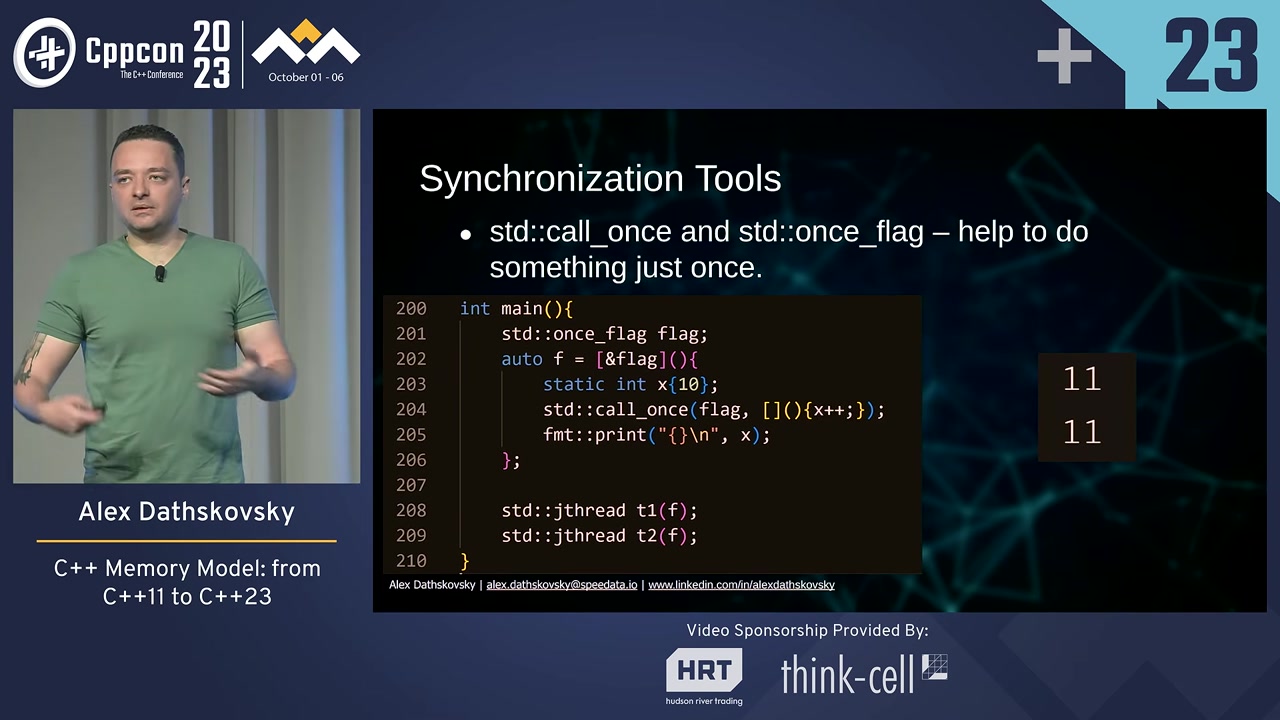 Cppcon
The C++ Conference
20
23
October 01 - 06
23
Synchronization Tools
• std::call_once and std::once_flag – help to do
something just once.
200 int main(){
201 std::once_flag flag;
202 auto f = [&flag](){
203 static int x{10};
204 std::call_once(flag, [](){x++;});
205 fmt::print("{}\n", x);
206 };
207
208 std::jthread t1(f);
209 std::jthread t2(f);
210 }
11
11
Alex Dathskovsky | alex.dathskovsky@speedata.io | www.linkedin.com/in/alexdathskovsky
Alex Dathskovsky
C++ Memory Model: from
C++11 to C++23
Video Sponsorship Provided By:
HRT
hudson river trading
think-cell